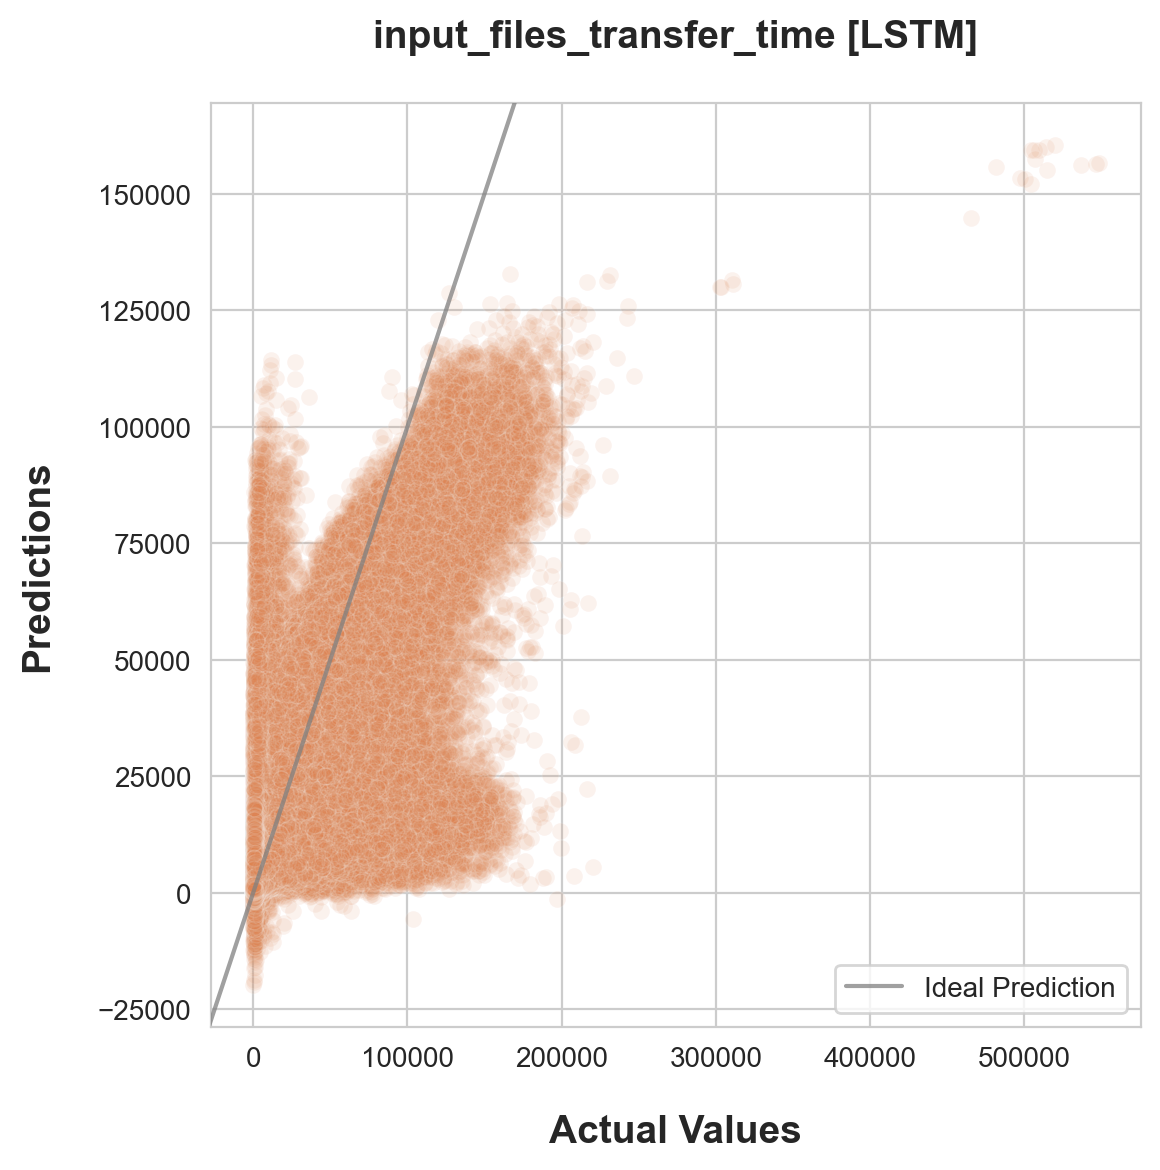 input_files_transfer_time [LSTM]
Predictions
150000
125000
100000
75000
50000
25000
0
−25000
0 100000 200000 300000 400000 500000
Actual Values
Ideal Prediction